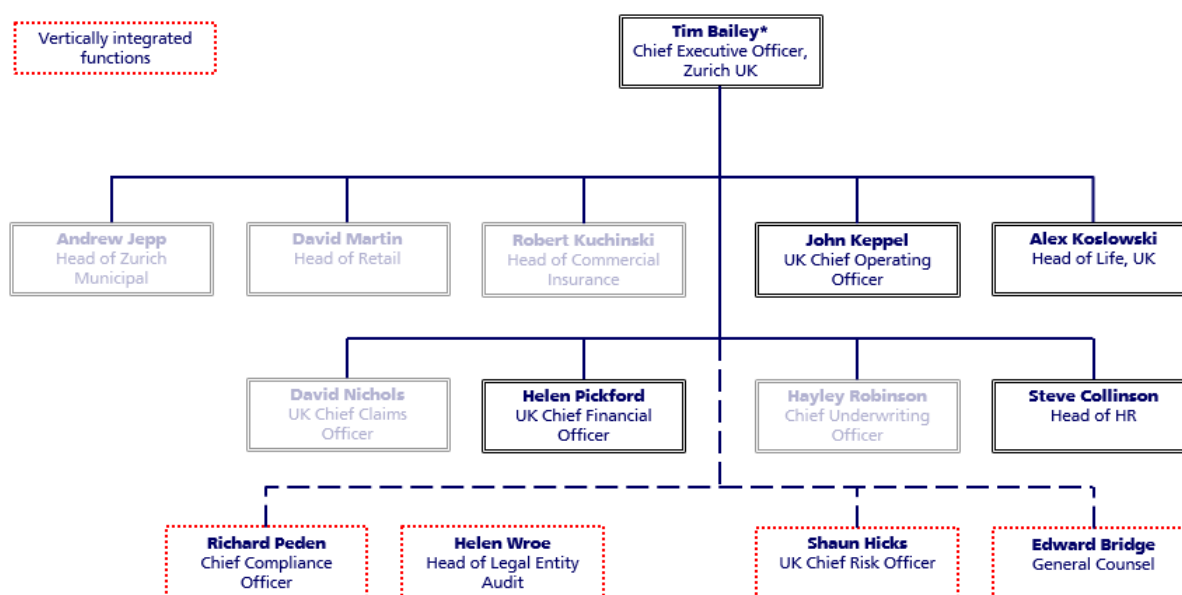 Vertically integrated
functions
Tim Bailey*
Chief Executive Officer,
Zurich UK
Andrew Jepp
Head of Zurich
Municipal
David Martin
Head of Retail
Robert Kuchinski
Head of Commercial
Insurance
John Keppel
UK Chief Operating
Officer
Alex Koslowski
Head of Life, UK
David Nichols
UK Chief Claims
Officer
Helen Pickford
UK Chief Financial
Officer
Hayley Robinson
Chief Underwriting
Officer
Steve Collinson
Head of HR
Richard Peden
Chief Compliance
Officer
Helen Wroe
Head of Legal Entity
Audit
Shaun Hicks
UK Chief Risk Officer
Edward Bridge
General Counsel